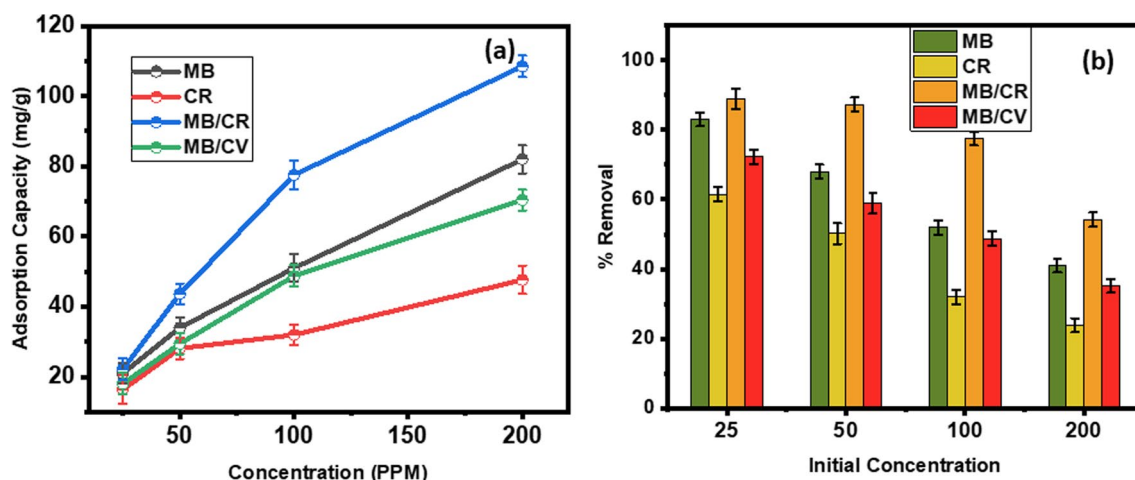 (a)
Adsorption Capacity (mg/g)
120
100
80
60
40
20
MB
CR
MB/CR
MB/CV
50
100
150
200
Concentration (PPM)
(b)
% Removal
100
80
60
40
20
0
MB
CR
MB/CR
MB/CV
25
50
100
200
Initial Concentration